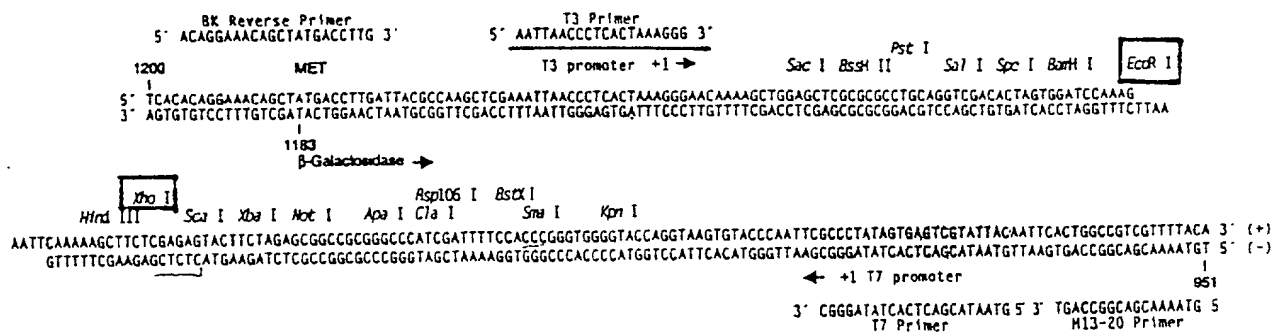 BK Reverse Primer
5' ACAGGAAACAGCTATGACCTTG 3'
T3 Primer
5' AATTAACCCTCACTAAAGGG 3'
T3 promoter +1 →
Pst I
Sac I BssH II Sal I Spc I BamH I EcoR I
1200 MET
5' TCACACAGGAAACAGCTATGACCTTGATTACGCCAAGCTCGAAATTAACCCTCACTAAAGGGAACAAAAGCTGGAGCTCGCGCGCCTGCAGGTCGACACTAGTGGATCCAAAG
3' AGTGTGTCCTTTGTCGATACTGGAACTAATGCGGTTCGACCTTTAATTGGGAGTGATTTCCCTTGTTTTCGACCTCGAGCGCGCGGACGTCCAGCTGTGATCACCTAGGTTTCTTAA
1183
β-Galactosidase →
Xho I
Bsp106 I BstX I
Hind III Sca I Xba I Not I Apa I Cla I Sma I Kpn I
AATTCAAAAAGCTTCTCGAGAGTACTTCTAGAGCGGCCGCGGGCCCATCGATTTTCCACCCGGGTGGGGTACCAGGTAAGTGTACCCAATTCGCCCTATAGTGAGTCGTATTACAATTCACTGGCCGTCGTTTTACA 3' (+)
GTTTTTCGAAGAGCTCTCATGAAGATCTCGCCGGCGCCCGGGTAGCTAAAAGGTGGGCCCACCCCATGGTCCATTCACATGGGTTAAGCGGGATATCACTCAGCATAATGTTAAGTGACCGGCAGCAAAATGT 5' (-)
← +1 T7 promoter
951
3' CGGGATATCACTCAGCATAATG 5' 3' TGACCGGCAGCAAAATG 5
T7 Primer M13-20 Primer